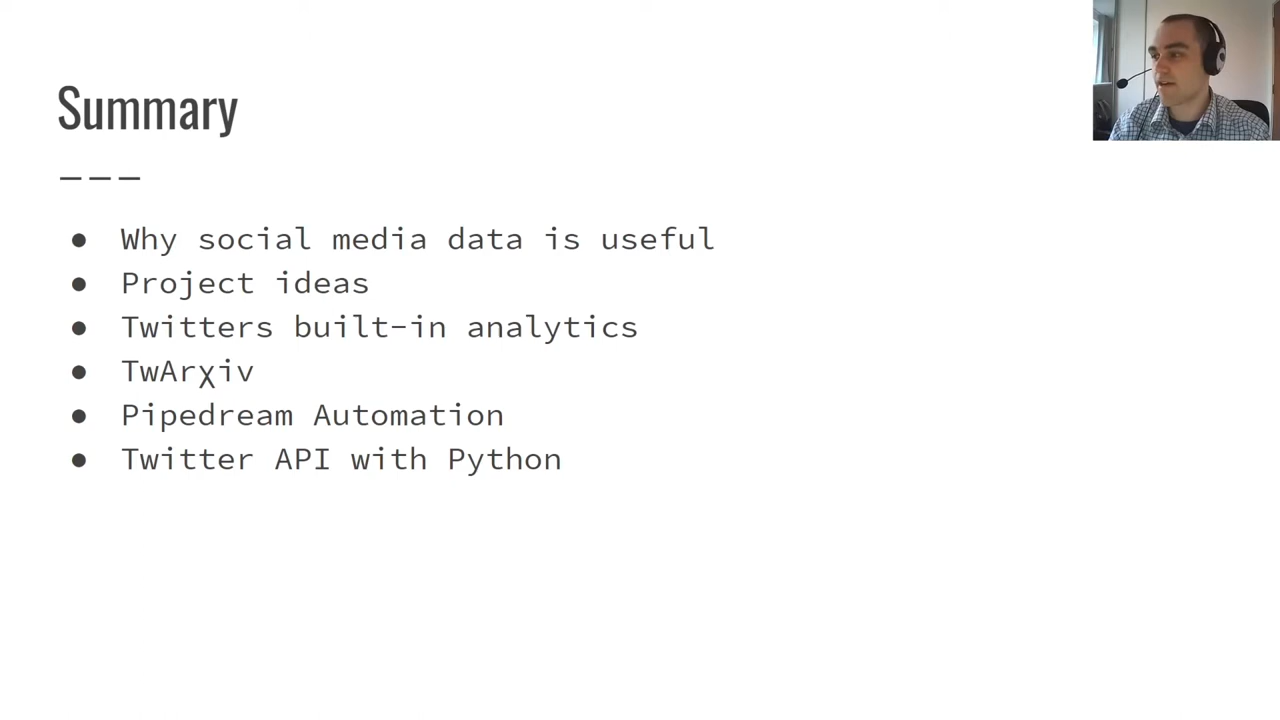 Summary
● Why social media data is useful
● Project ideas
● Twitters built-in analytics
● TwArχiv
● Pipedream Automation
● Twitter API with Python